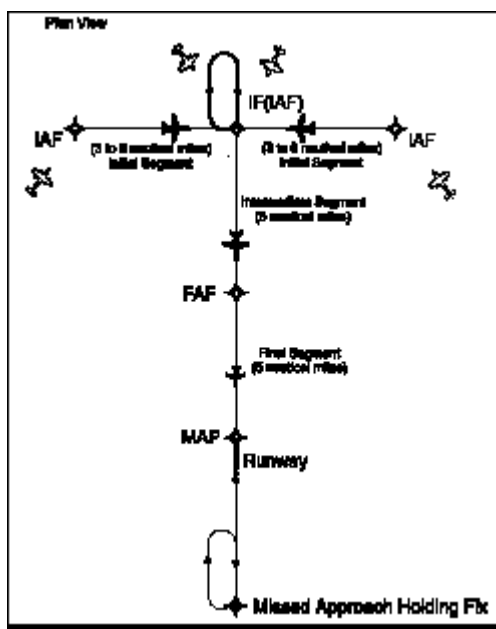 Plan View
IF(IAF)
IAF
IAF
(3 to 6 nautical miles)
Initial Segment
(3 to 6 nautical miles)
Initial Segment
Intermediate Segment
(5 nautical miles)
FAF
Final Segment
(5 nautical miles)
MAP
Runway
Missed Approach Holding Fix